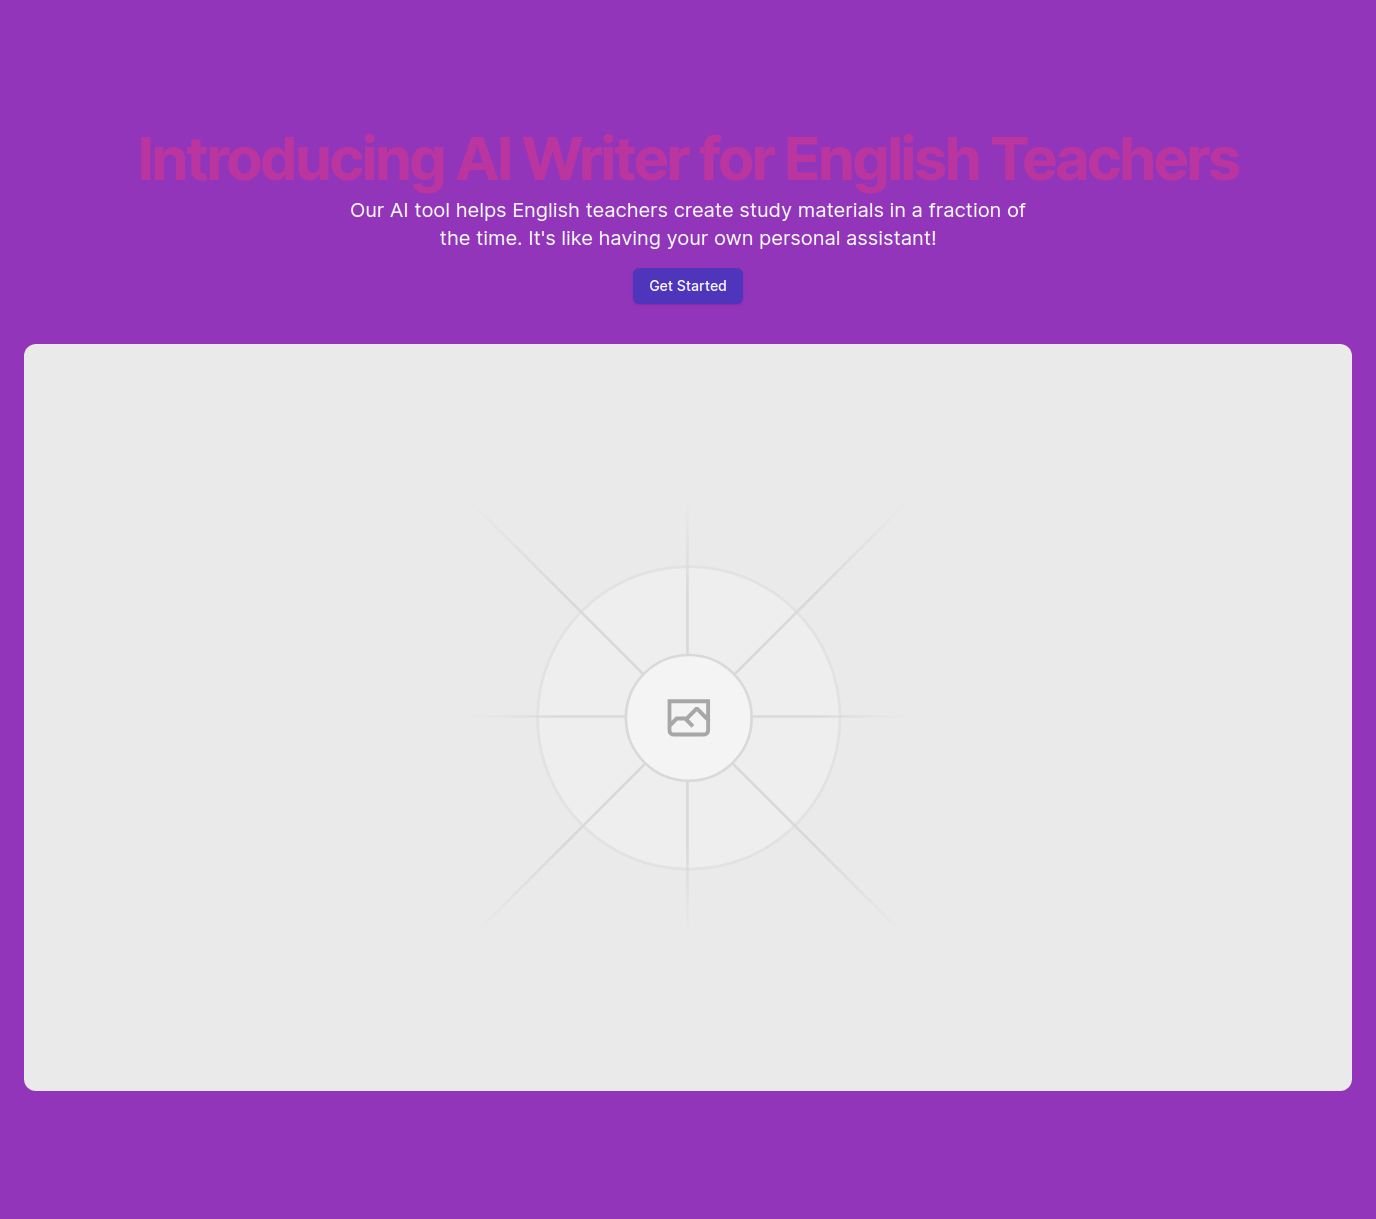 Introducing AI Writer for English Teachers
Our AI tool helps English teachers create study materials in a fraction of
the time. It's like having your own personal assistant!
Get Started